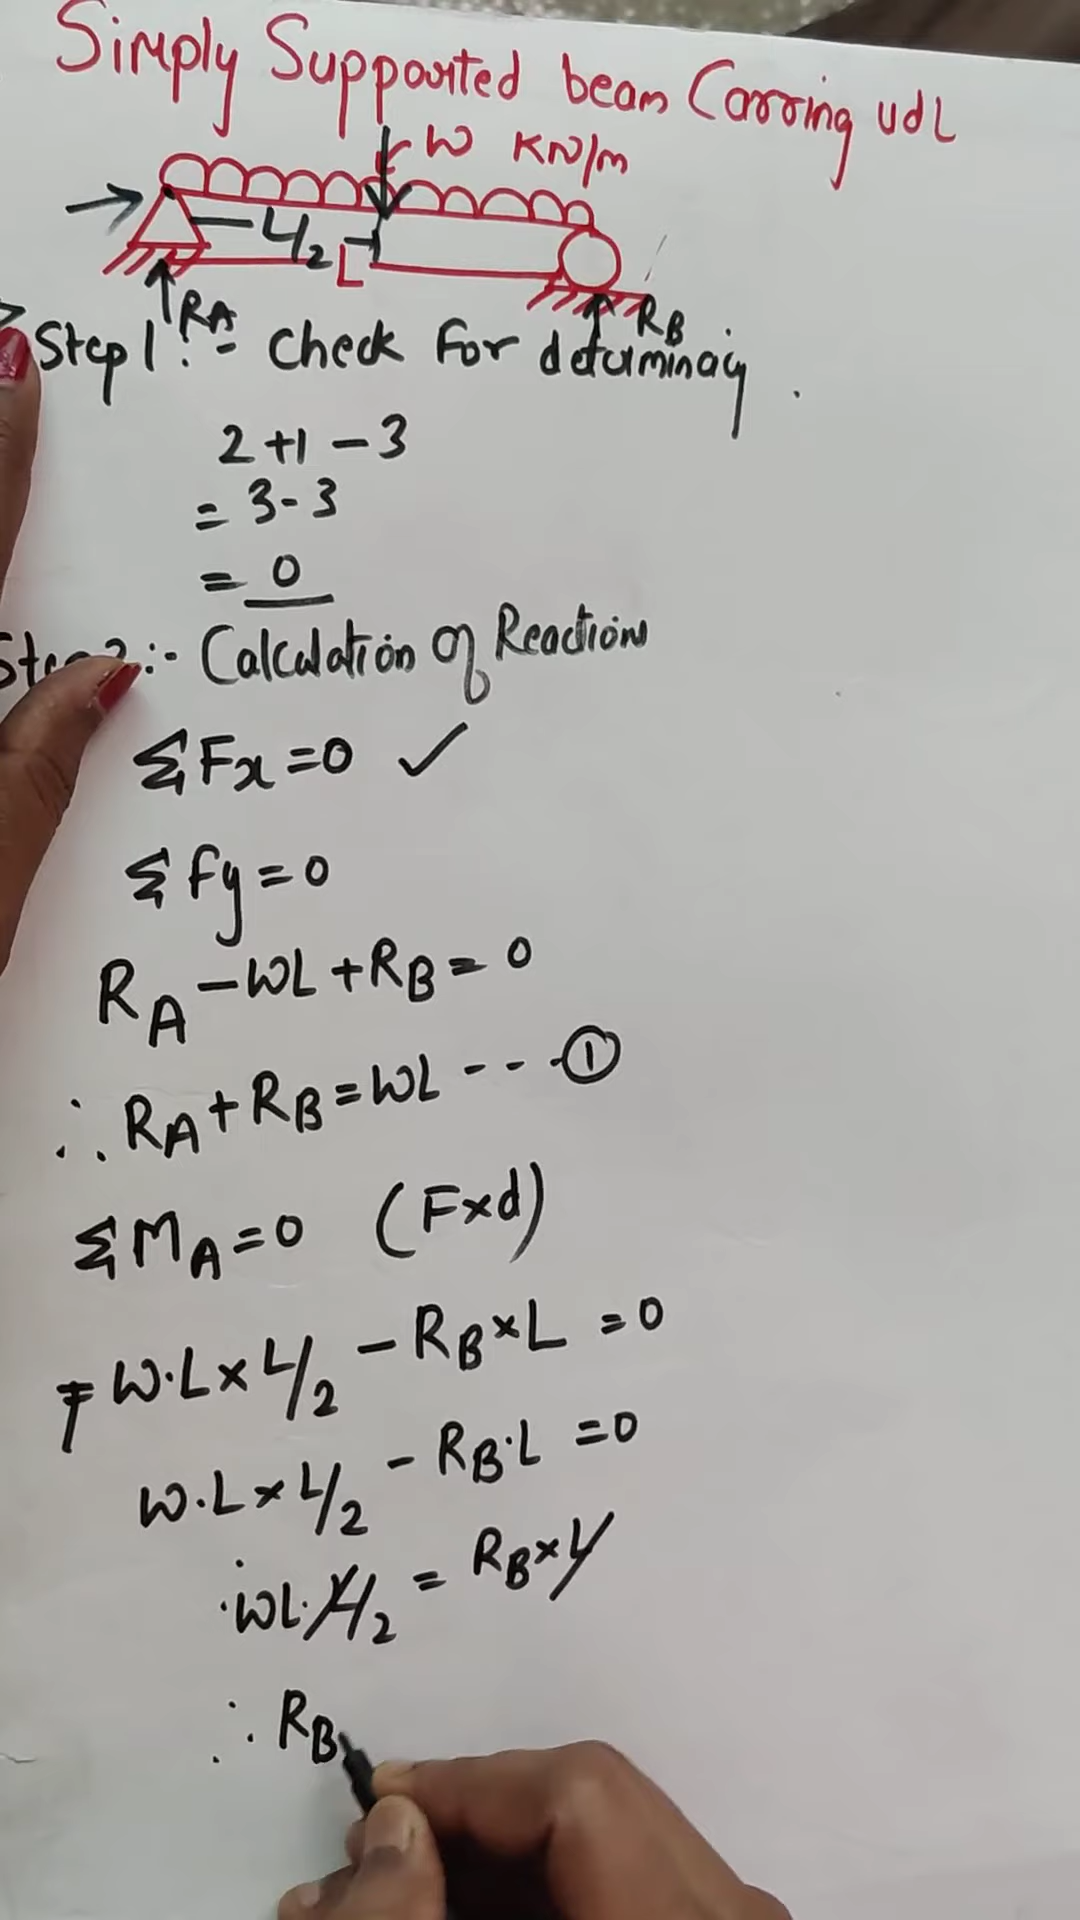 Simply Supported beam Carring udL
W KN/m
L/2
L
RA
RB
Step 1:- Check For determinacy.
2+1-3
= 3-3
= 0
:- Calculation of Reactions
ΣFx=0 ✓
Σfy=0
RA-WL+RB=0
∴ RA+RB=WL --- ①
ΣMA=0 (F×d)
W.L×L/2 - RB×L =0
W.L×L/2 - RB.L =0
WL.L/2 = RB×L
∴ RB